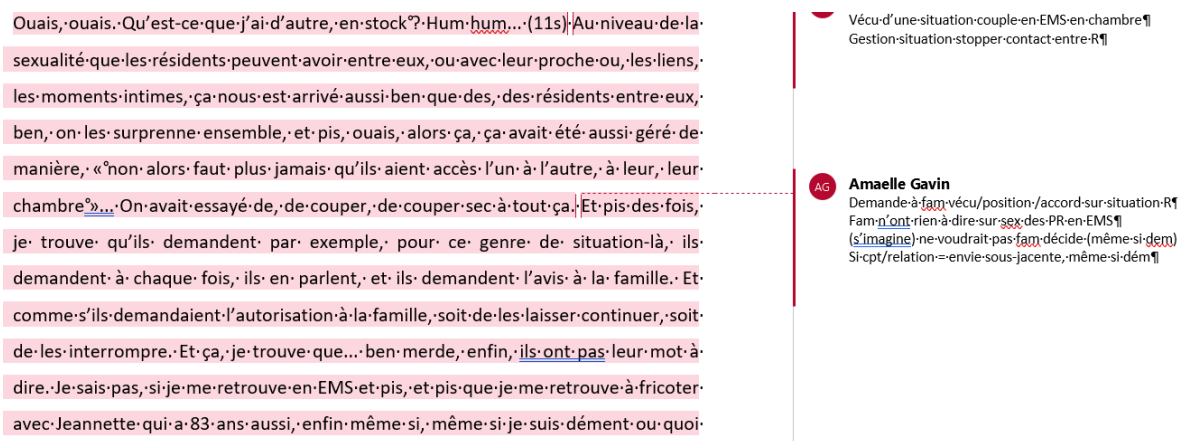 Ouais, ouais. Qu'est-ce-que j'ai d'autre, en stock°? Hum hum... (11s) Au niveau de la
sexualité que les résidents peuvent avoir entre eux, ou avec leur proche ou, les liens,
les moments intimes, ça nous est arrivé aussi ben que des, des résidents entre eux,
ben, on les surprenne ensemble, et pis, ouais, alors ça, ça avait été aussi géré de
manière, «°non alors faut plus jamais qu'ils aient accès l'un à l'autre, à leur, leur
chambre°»... On avait essayé de, de couper, de couper sec à tout ça. Et pis des fois,
je trouve qu'ils demandent par exemple, pour ce genre de situation-là, ils
demandent à chaque fois, ils en parlent, et ils demandent l'avis à la famille. Et
comme s'ils demandaient l'autorisation à la famille, soit de les laisser continuer, soit
de les interrompre. Et ça, je trouve que... ben merde, enfin, ils ont pas leur mot à
dire. Je sais pas, si je me retrouve en EMS et pis, et pis que je me retrouve à fricoter
avec Jeannette qui a 83 ans aussi, enfin même si, même si je suis dément ou quoi
Vécu d'une situation couple en EMS en chambre¶
Gestion situation stopper contact entre R¶
AG Amaelle Gavin
Demande à fam vécu/position /accord sur situation R¶
Fam n'ont rien à dire sur sex des PR en EMS¶
(s'imagine) ne voudrait pas fam décide (même si dem)
Si cpt/relation = envie sous-jacente, même si dém¶